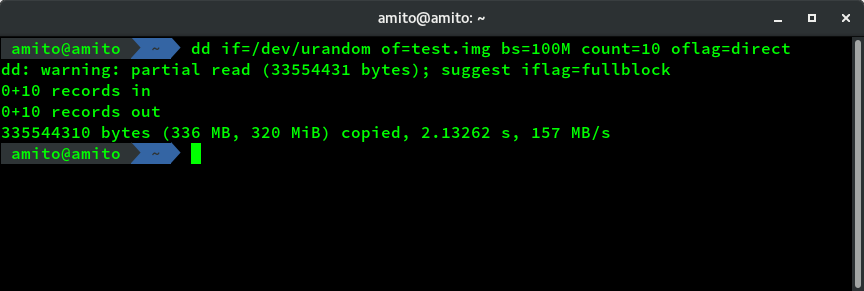 amito@amito: ~
amito@amito ~ dd if=/dev/urandom of=test.img bs=100M count=10 oflag=direct
dd: warning: partial read (33554431 bytes); suggest iflag=fullblock
0+10 records in
0+10 records out
335544310 bytes (336 MB, 320 MiB) copied, 2.13262 s, 157 MB/s
amito@amito ~